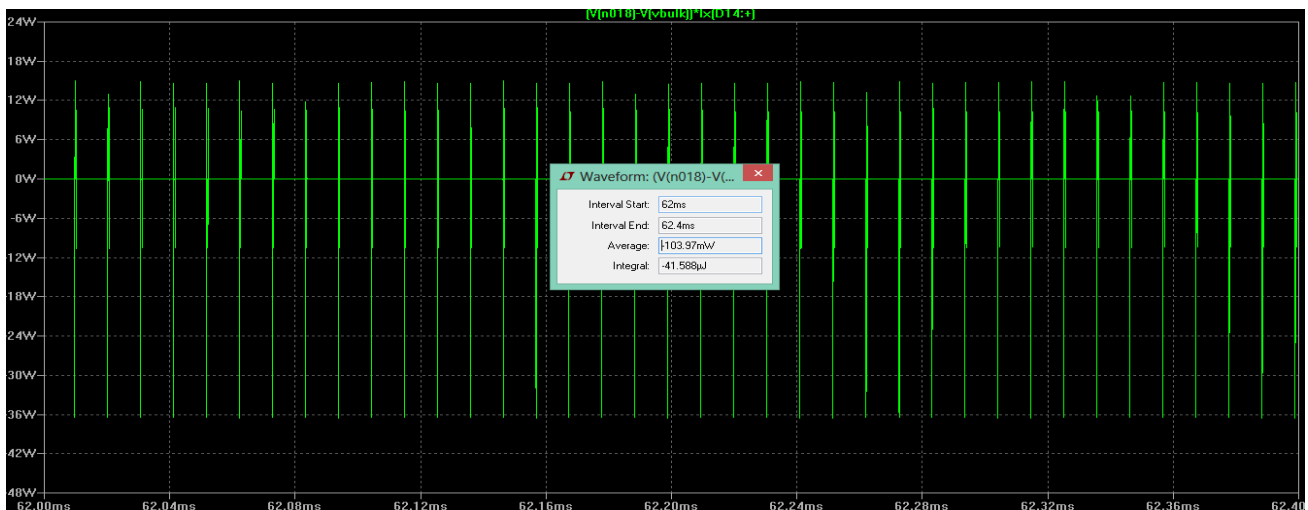 (V(n018)-V(vbulk))*Ix(D14:+)
24W
18W
12W
6W
0W
-6W
-12W
-18W
-24W
-30W
-36W
-42W
-48W
Waveform: (V(n018)-V(...
Interval Start: 62ms
Interval End: 62.4ms
Average: -103.97mW
Integral: -41.588µJ
62.00ms 62.04ms 62.08ms 62.12ms 62.16ms 62.20ms 62.24ms 62.28ms 62.32ms 62.36ms 62.40